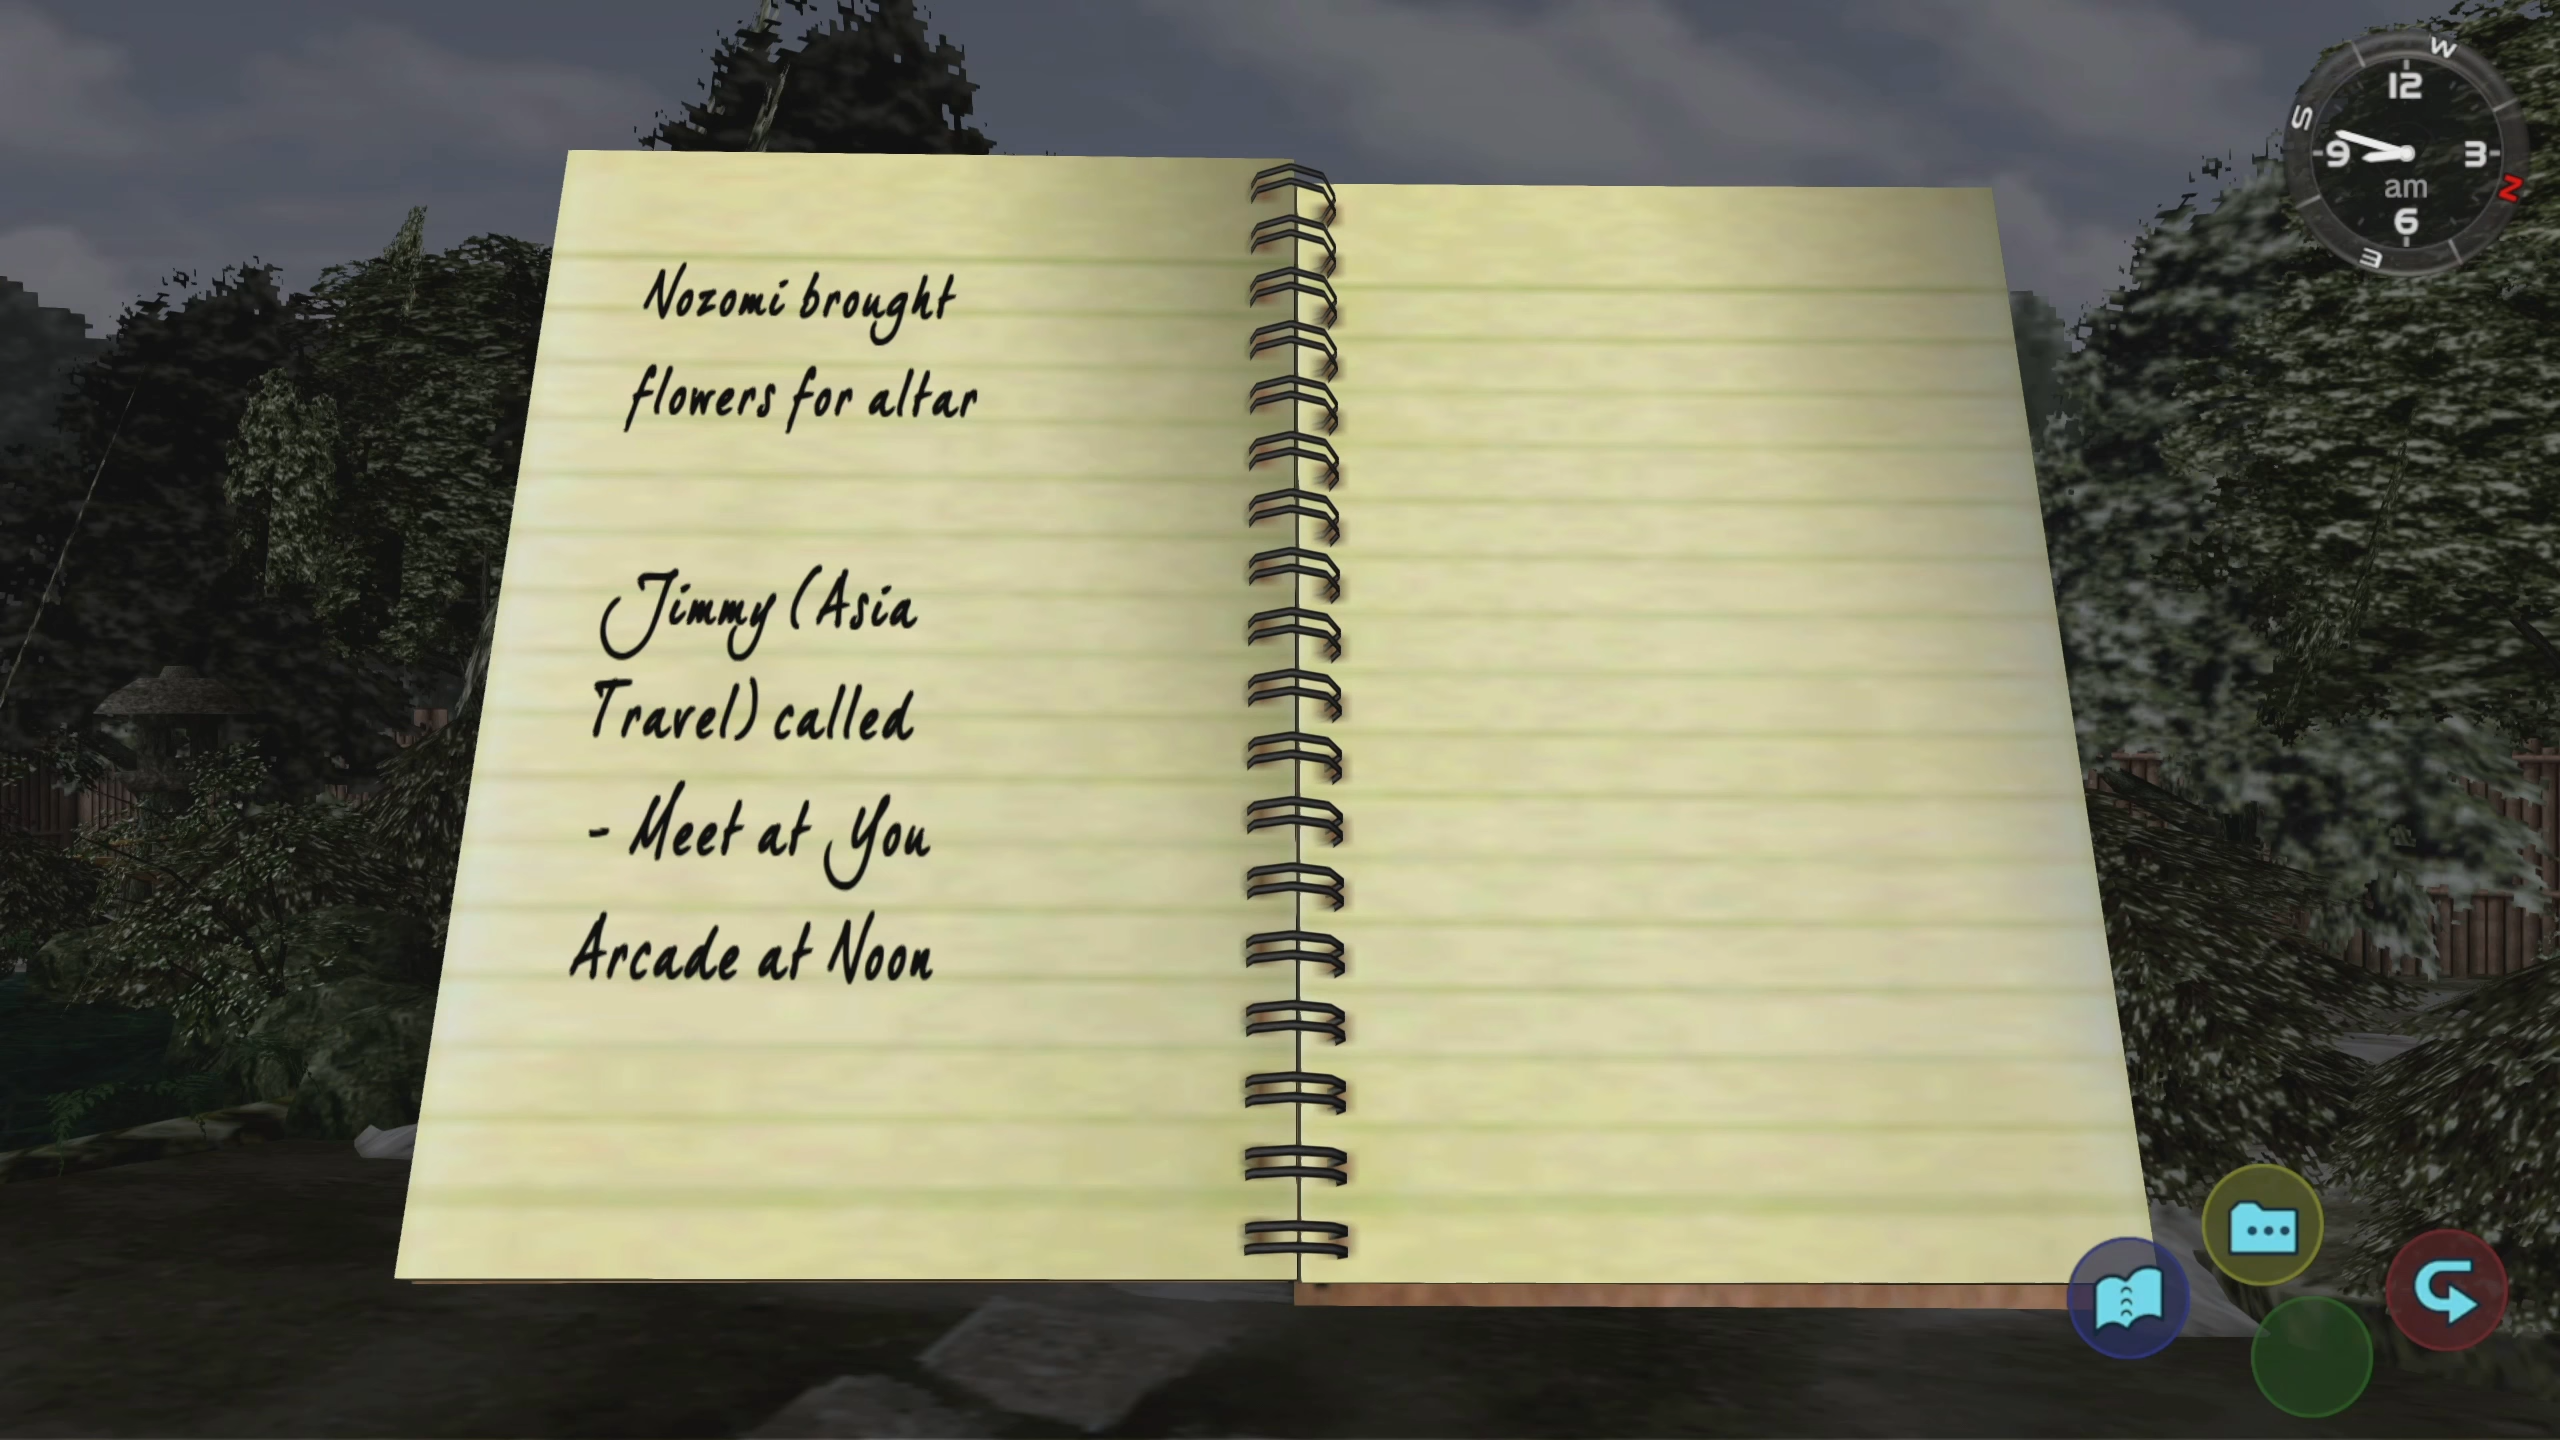 Nozomi brought
flowers for altar
Jimmy (Asia
Travel) called
- Meet at You
Arcade at Noon
W
12
S
9
3
am
N
6
E